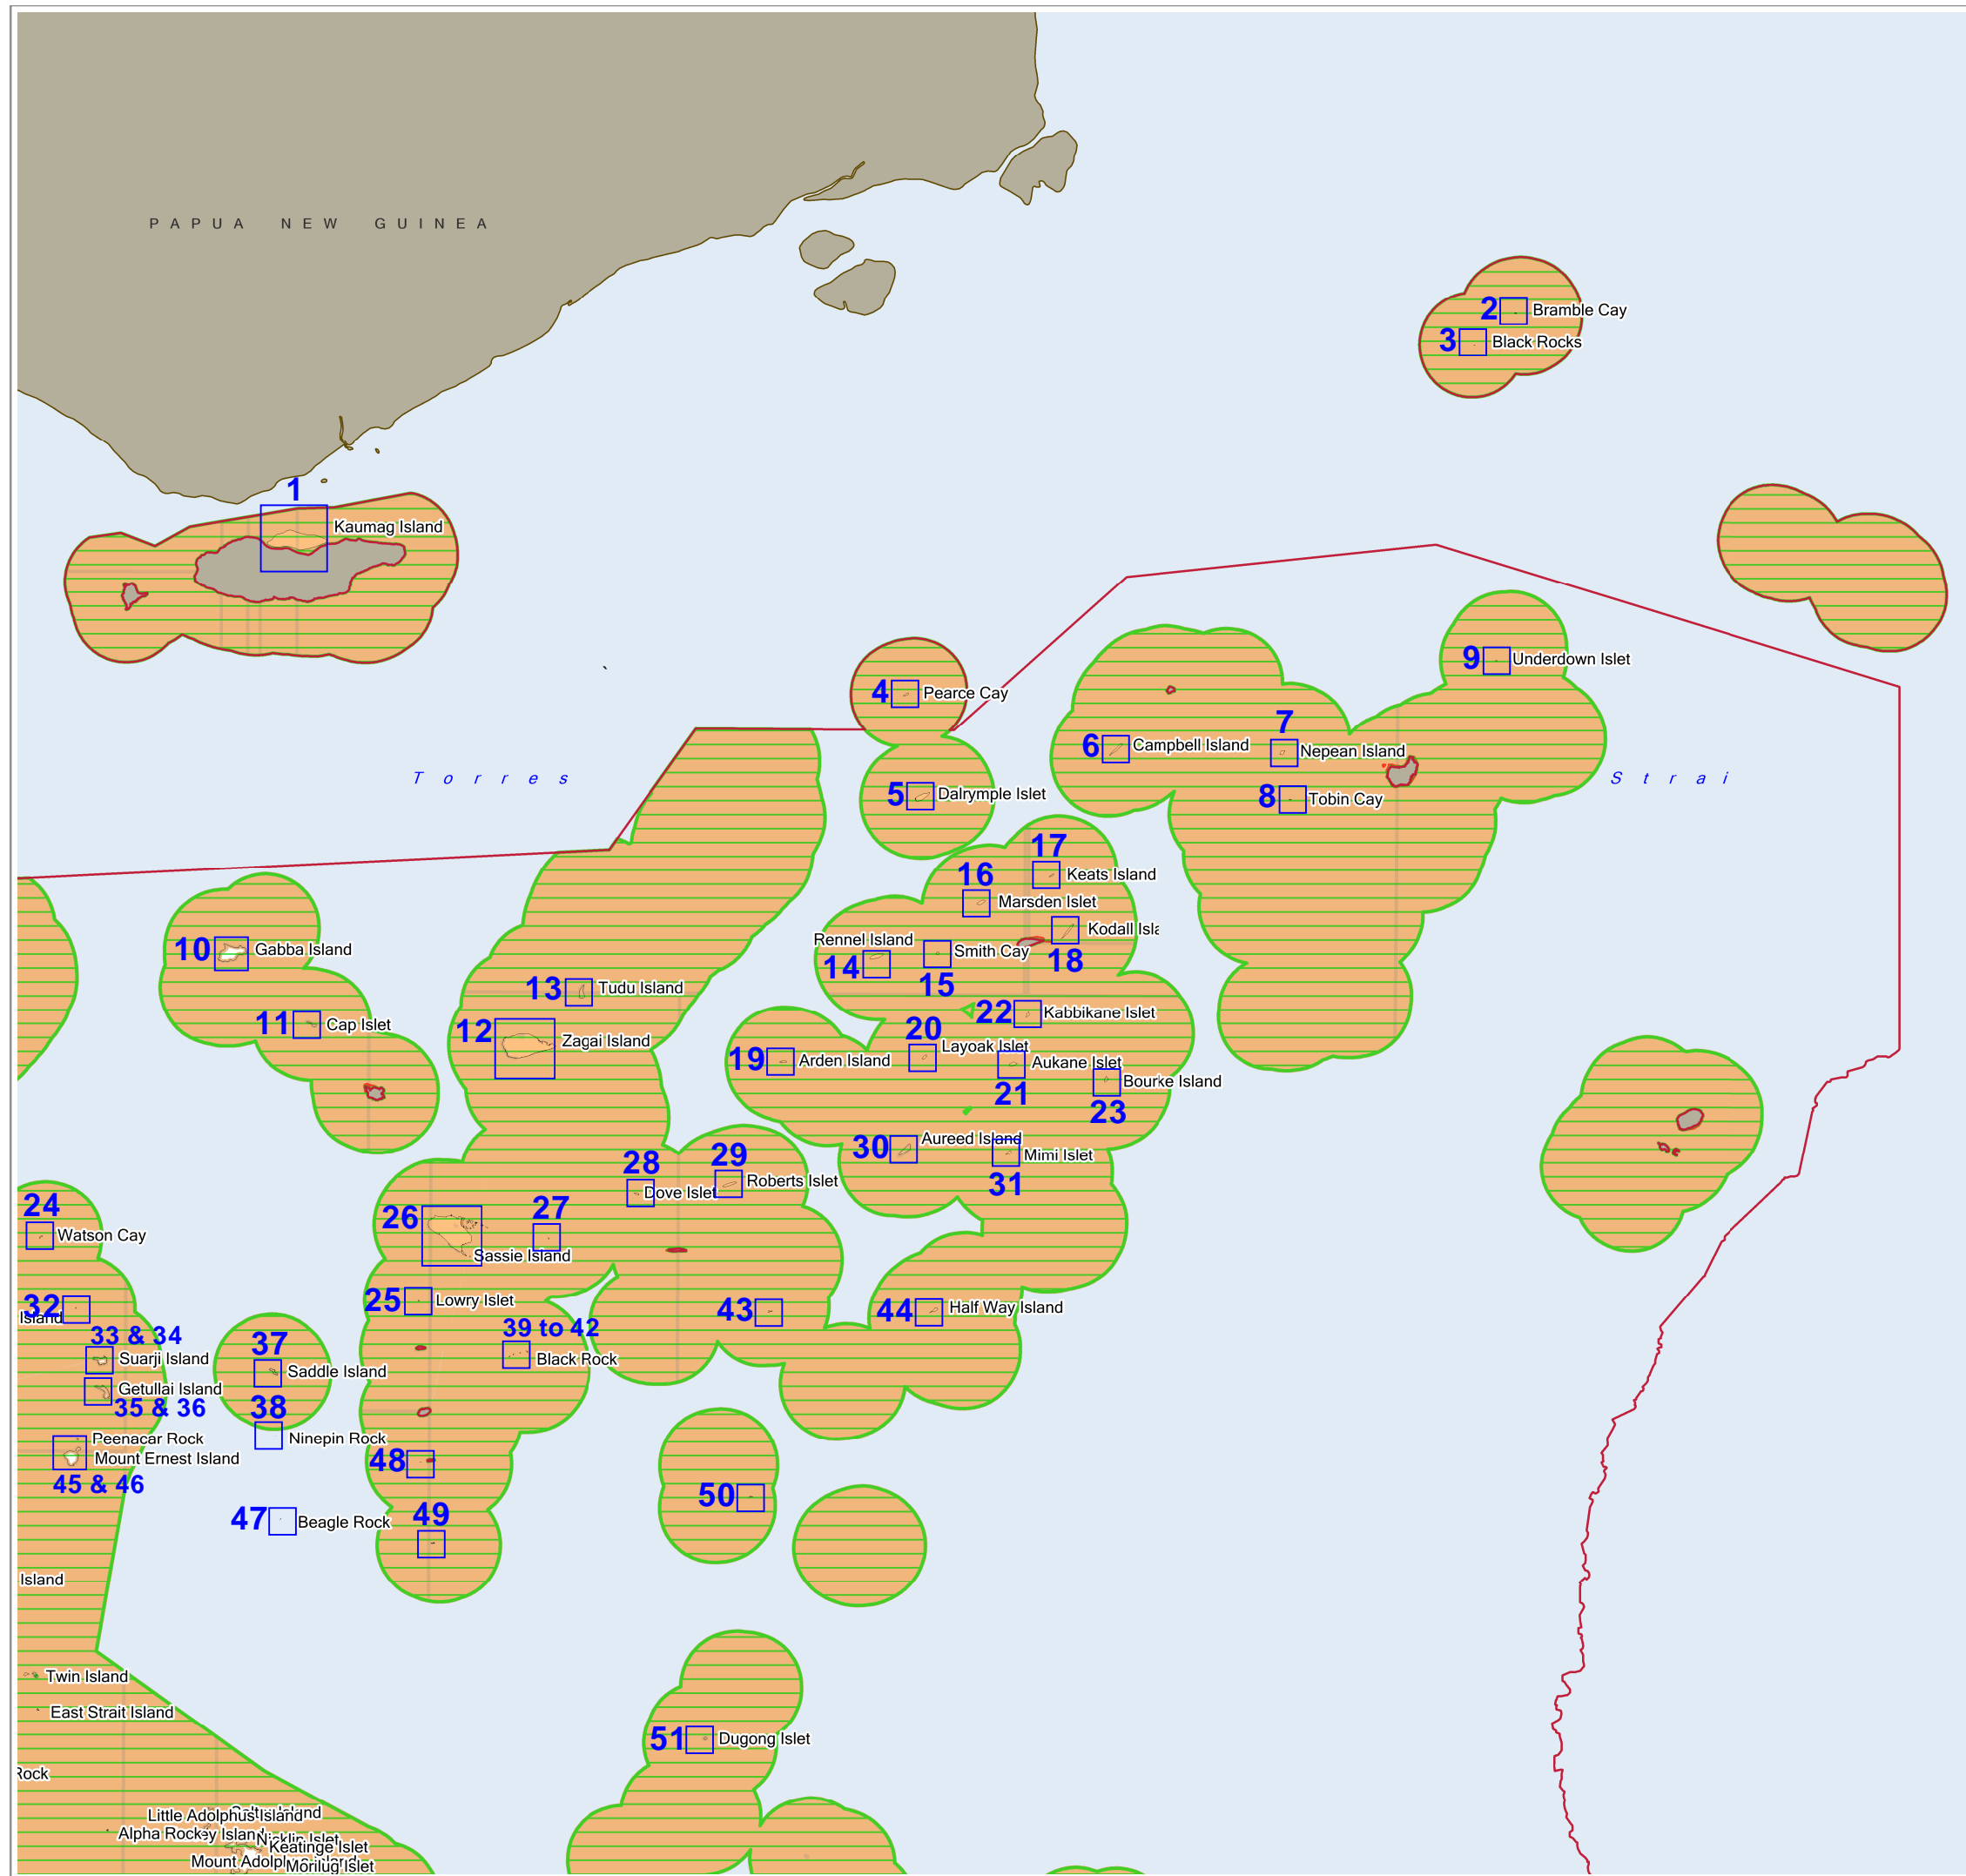 PAPUA NEW GUINEA
2 Bramble Cay
3 Black Rocks
1
Kaumag Island
9 Underdown Islet
4 Pearce Cay
7
6 Campbell Island
Nepean Island
Torres
Strai
5 Dalrymple Islet
8 Tobin Cay
17
Keats Island
16
Marsden Islet
Kodall Isla
18
Rennel Island
14
Smith Cay
15
10 Gabba Island
13 Tudu Island
11 Cap Islet
12 Zagai Island
22 Kabbikane Islet
20
Layoak Islet
19 Arden Island
Aukane Islet
21
Bourke Island
23
30 Aureed Island
Mimi Islet
31
28
Dove Islet
29
Roberts Islet
24
Watson Cay
26
27
Sassie Island
25 Lowry Islet
32
Island
43
44 Half Way Island
33 & 34
Suarji Island
39 to 42
Black Rock
37
Saddle Island
Getullai Island
35 & 36
38
Ninepin Rock
Peenacar Rock
Mount Ernest Island
45 & 46
48
50
47 Beagle Rock
49
Island
Twin Island
East Strait Island
51 Dugong Islet
Rock
Little Adolphus Island
Alpha Rock
Nicklin Islet
Keatinge Islet
Mount Adolph
Morilug Islet